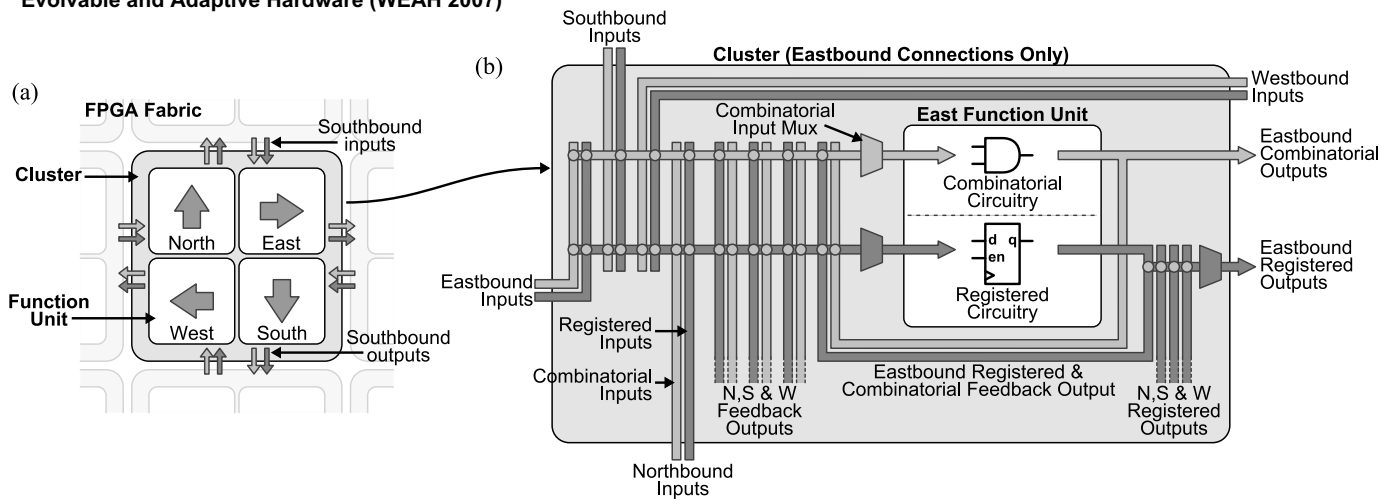 Evolvable and Adaptive Hardware (WEAH 2007)
(a)
FPGA Fabric
Southbound
inputs
Cluster
North
East
Function
Unit
West
South
Southbound
outputs
(b)
Southbound
Inputs
Cluster (Eastbound Connections Only)
Westbound
Inputs
Combinatorial
Input Mux
East Function Unit
Combinatorial
Circuitry
Eastbound
Combinatorial
Outputs
d q
en
Registered
Circuitry
Eastbound
Registered
Outputs
Eastbound
Inputs
Registered
Inputs
Combinatorial
Inputs
N,S & W
Feedback
Outputs
Eastbound Registered &
Combinatorial Feedback Output
N,S & W
Registered
Outputs
Northbound
Inputs